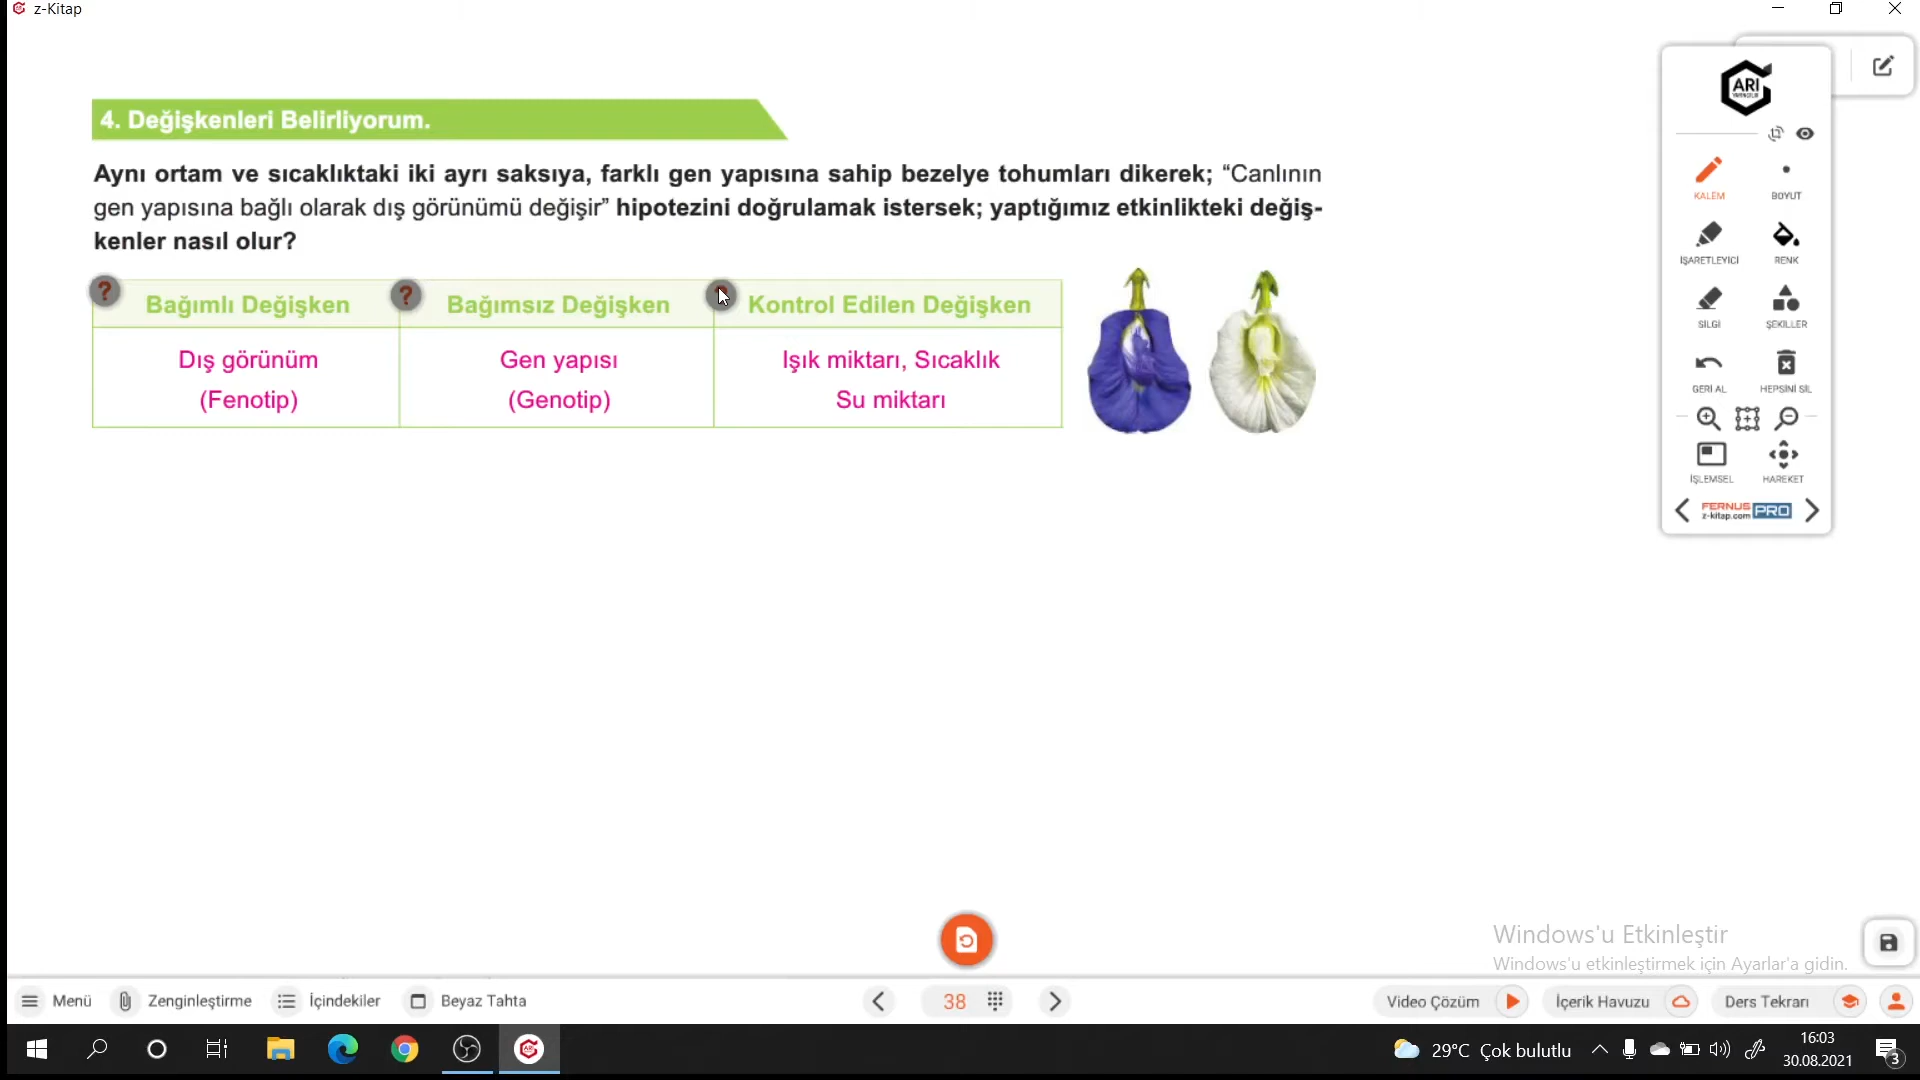 z-Kitap
ARI
YAYINCILIK
4. Değişkenleri Belirliyorum.
Aynı ortam ve sıcaklıktaki iki ayrı saksıya, farklı gen yapısına sahip bezelye tohumları dikerek; “Canlının
gen yapısına bağlı olarak dış görünümü değişir” hipotezini doğrulamak istersek; yaptığımız etkinlikteki değiş-
kenler nasıl olur?
? Bağımlı Değişken ? Bağımsız Değişken Kontrol Edilen Değişken
Dış görünüm Gen yapısı Işık miktarı, Sıcaklık
(Fenotip) (Genotip) Su miktarı
KALEM BOYUT
İŞARETLEYİCİ RENK
SİLGİ ŞEKİLLER
GERİ AL HEPSİNİ SİL
İŞLEMSEL HAREKET
FERNUS PRO
z-kitap.com
Windows'u Etkinleştir
Windows'u etkinleştirmek için Ayarlar'a gidin.
Menü Zenginleştirme İçindekiler Beyaz Tahta 38 Video Çözüm İçerik Havuzu Ders Tekrarı
29°C Çok bulutlu 16:03
30.08.2021 3